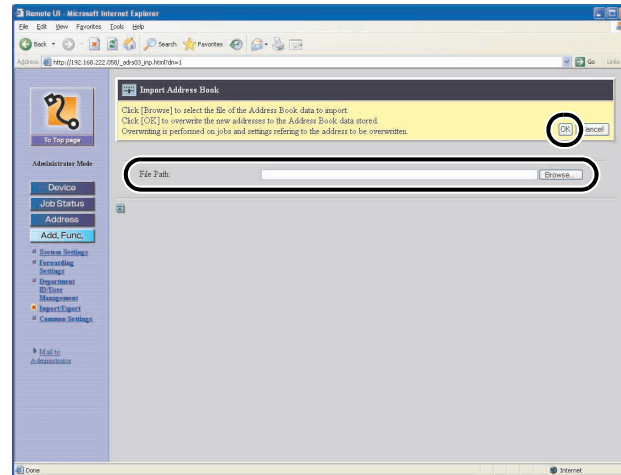 Remote UI - Microsoft Internet Explorer
File Edit View Favorites Tools Help
Back Search Favorites
Address http://192.168.222.058/_adrs03_inp.html?dn=1 Go Links
Import Address Book
Click [Browse] to select the file of the Address Book data to import.
Click [OK] to overwrite the new addresses to the Address Book data stored.
Overwriting is performed on jobs and settings refering to the address to be overwritten.
OK Cancel
To Top page
Administrator Mode
File Path: Browse...
Device
Job Status
Address
Add. Func.
System Settings
Forwarding
Settings
Department
ID/User
Management
Import/Export
Common Settings
Mail to
Administrator
Done Internet